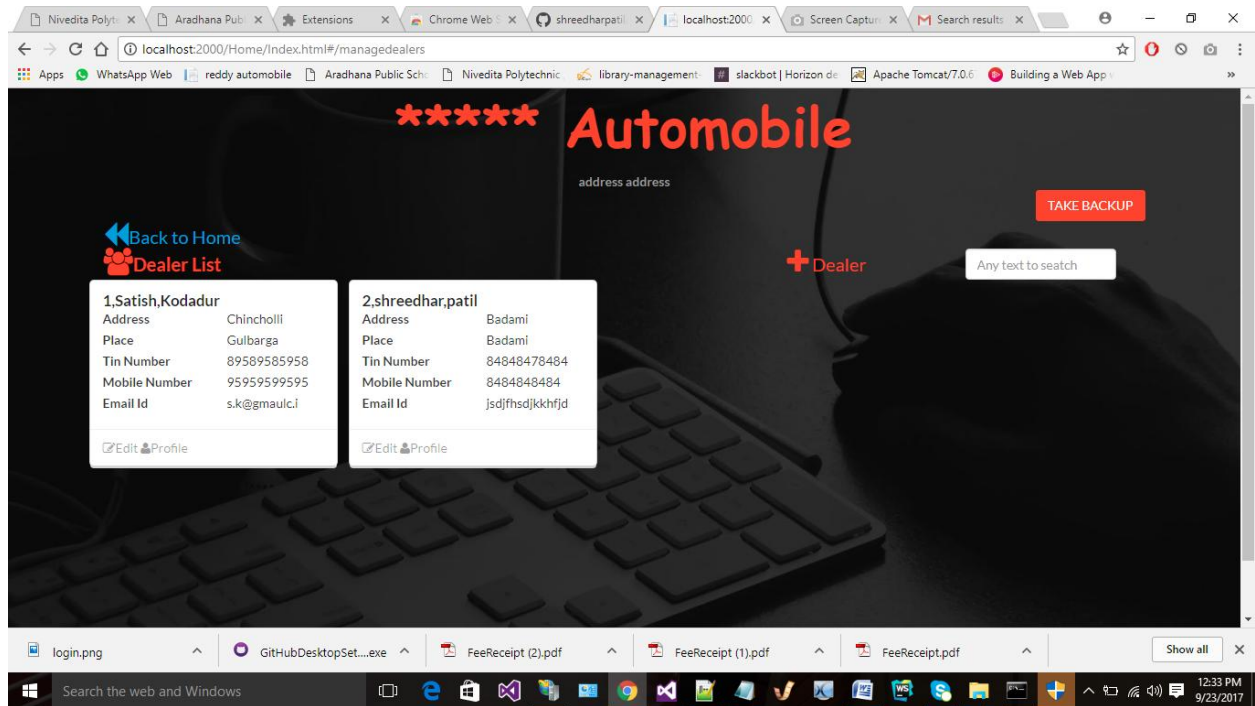 Nivedita Polyte
Aradhana Publ
Extensions
Chrome Web S
shreedharpatil
localhost:2000
Screen Capture
Search results
localhost:2000/Home/Index.html#/managedealers
Apps
WhatsApp Web
reddy automobile
Aradhana Public Scho
Nivedita Polytechnic
library-management-
slackbot | Horizon de
Apache Tomcat/7.0.6
Building a Web App
***** Automobile
address address
TAKE BACKUP
Back to Home
Dealer List
Dealer
Any text to seatch
1,Satish,Kodadur
Address Chincholli
Place Gulbarga
Tin Number 89589585958
Mobile Number 95959599595
Email Id s.k@gmaulc.i
Edit Profile
2,shreedhar,patil
Address Badami
Place Badami
Tin Number 84848478484
Mobile Number 8484848484
Email Id jsdjfhsdjkkhfjd
Edit Profile
login.png
GitHubDesktopSet....exe
FeeReceipt (2).pdf
FeeReceipt (1).pdf
FeeReceipt.pdf
Show all
Search the web and Windows
12:33 PM
9/23/2017